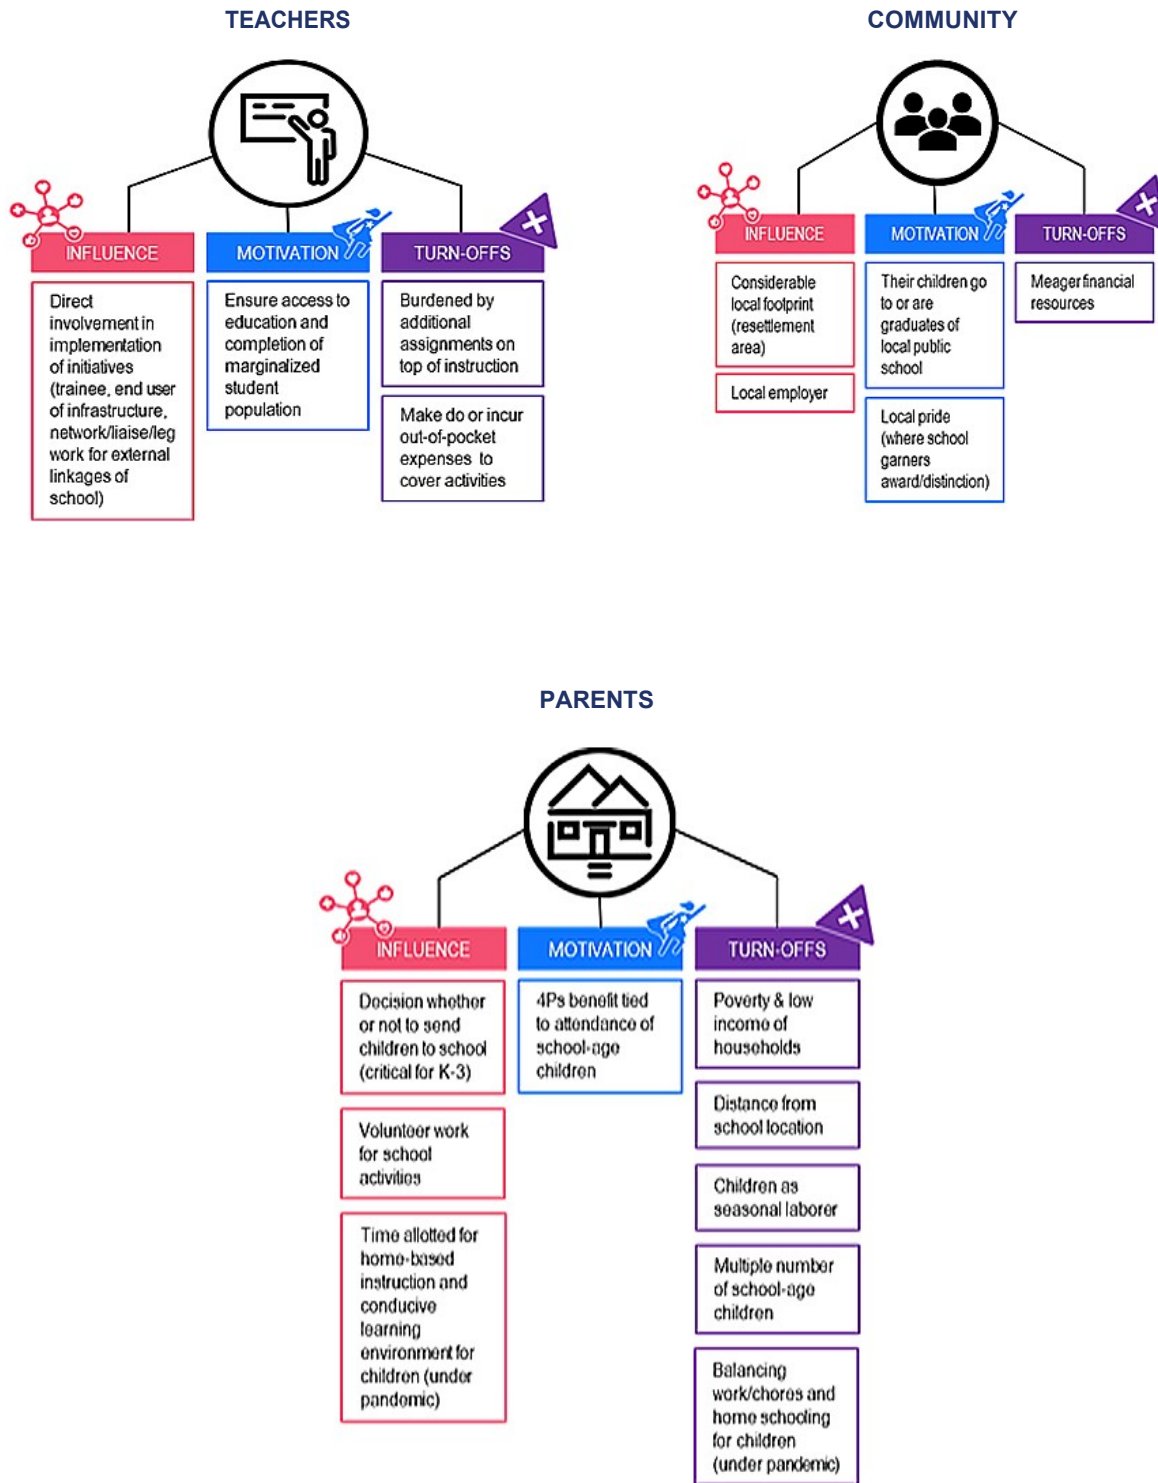 TEACHERS
INFLUENCE
Direct
involvement in
implementation
of initiatives
(trainee, end user
of infrastructure,
network/liaise/leg
work for external
linkages of
school)
MOTIVATION
Ensure access to
education and
completion of
marginalized
student
population
TURN-OFFS
Burdened by
additional
assignments on
top of instruction
Make do or incur
out-of-pocket
expenses to
cover activities
COMMUNITY
INFLUENCE
Considerable
local footprint
(resettlement
area)
Local employer
MOTIVATION
Their children go
to or are
graduates of
local public
school
Local pride
(where school
garners
award/distinction)
TURN-OFFS
Meager financial
resources
PARENTS
INFLUENCE
Decision whether
or not to send
children to school
(critical for K-3)
Volunteer work
for school
activities
Time allotted for
home-based
instruction and
conducive
learning
environment for
children (under
pandemic)
MOTIVATION
4Ps benefit tied
to attendance of
school-age
children
TURN-OFFS
Poverty & low
income of
households
Distance from
school location
Children as
seasonal laborer
Multiple number
of school-age
children
Balancing
work/chores and
home schooling
for children
(under pandemic)